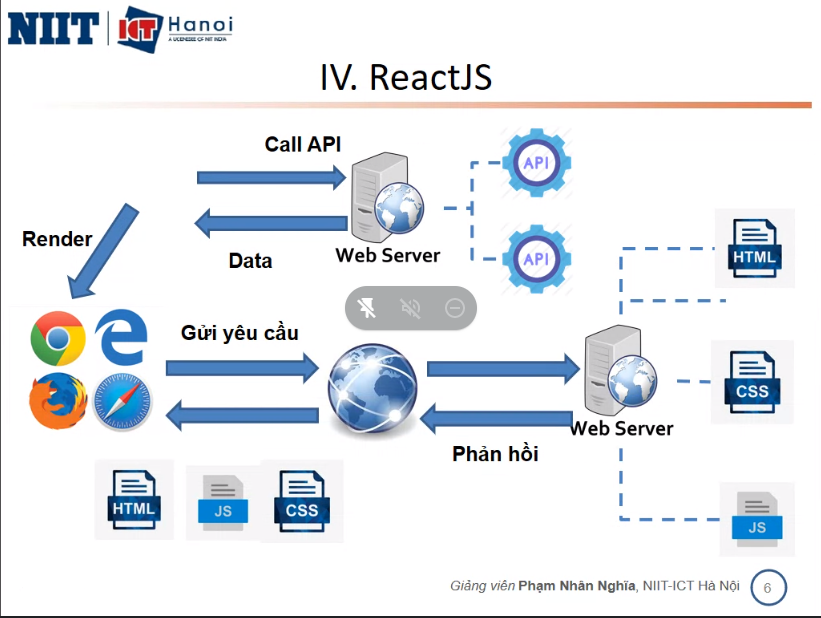 NIIT
ICT Hanoi
A LICENSEE OF NIIT INDIA
IV. ReactJS
Call API
API
Render
Data
Web Server
API
HTML
Gửi yêu cầu
CSS
Web Server
Phản hồi
HTML
JS
CSS
JS
Giảng viên Phạm Nhân Nghĩa, NIIT-ICT Hà Nội
6